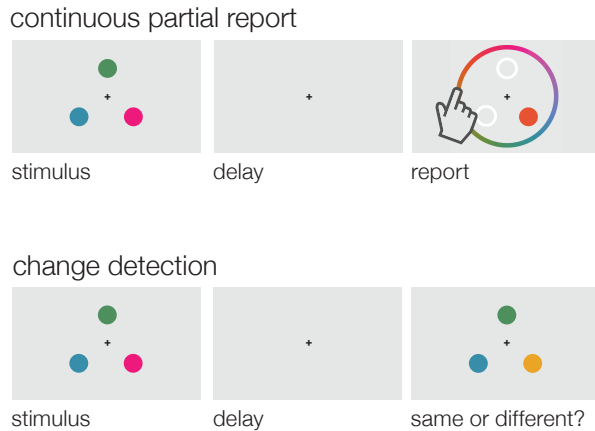 continuous partial report
stimulus
delay
report
change detection
stimulus
delay
same or different?